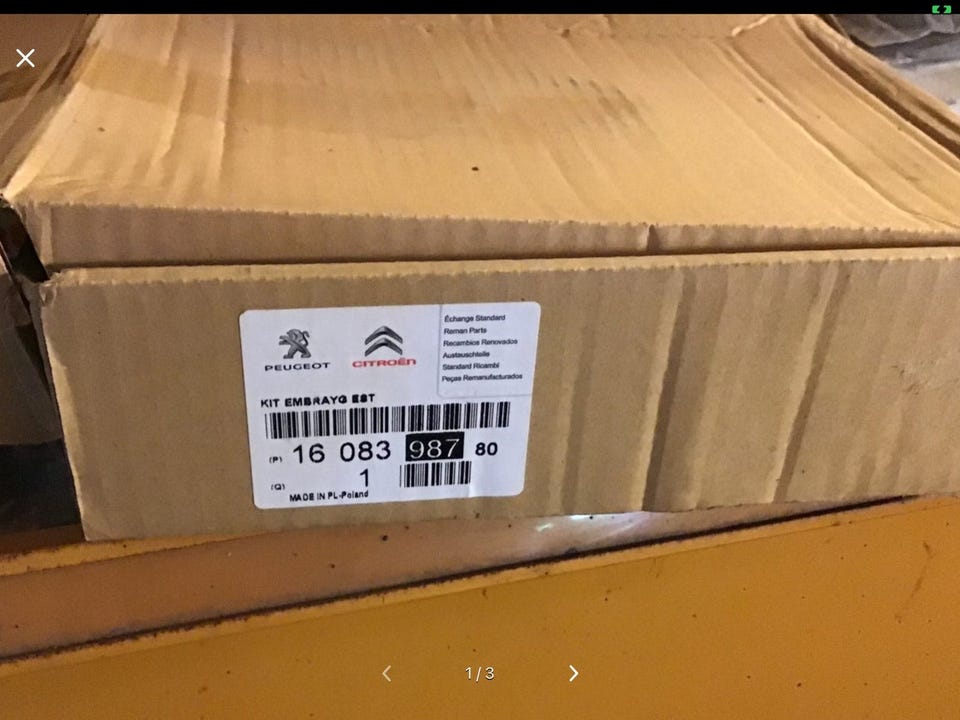 PEUGEOT
CITROËN
Échange Standard
Reman Parts
Recambios Renovados
Austauschteile
Standard Ricambi
Peças Remanufacturados
KIT EMBRAYG EST
(P) 16 083 987 80
(Q) 1
MADE IN PL-Poland
1 / 3